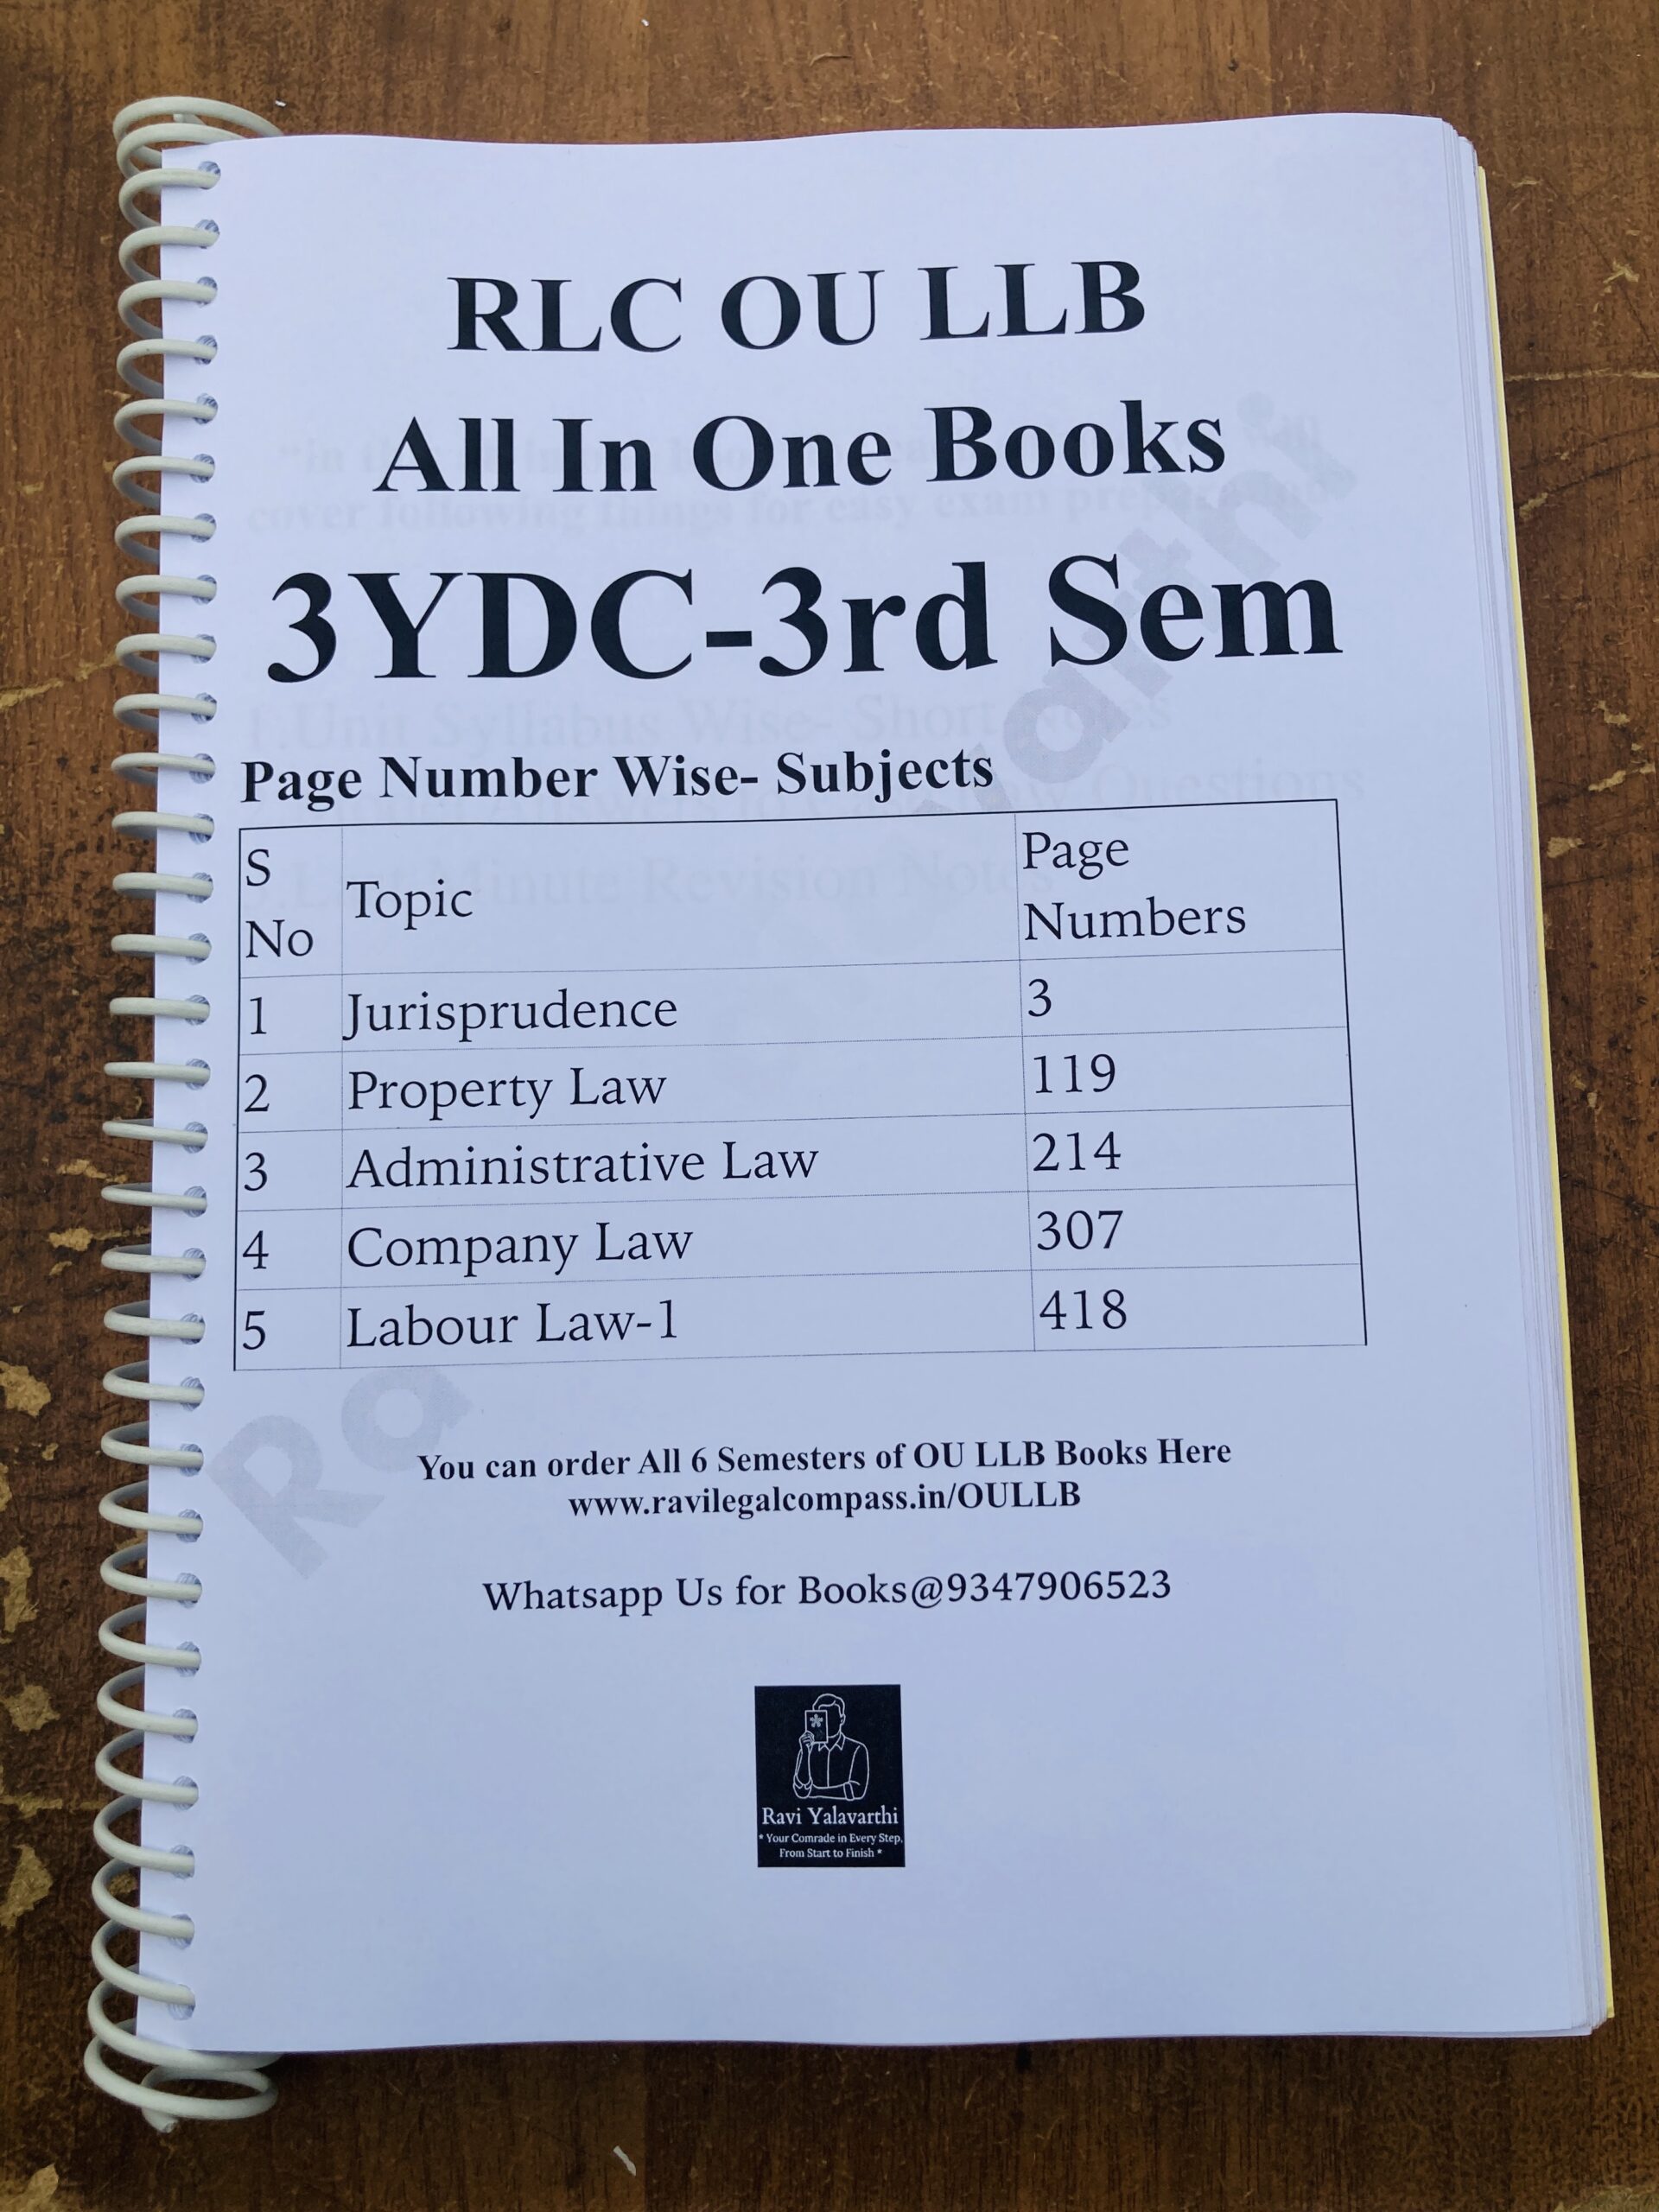 RLC OU LLB
All In One Books
3YDC-3rd Sem
Page Number Wise- Subjects
S No Topic Page Numbers
1 Jurisprudence 3
2 Property Law 119
3 Administrative Law 214
4 Company Law 307
5 Labour Law-1 418
You can order All 6 Semesters of OU LLB Books Here
www.ravilegalcompass.in/OULLB
Whatsapp Us for Books@9347906523
Ravi Yalavarthi
* Your Comrade in Every Step,
From Start to Finish *